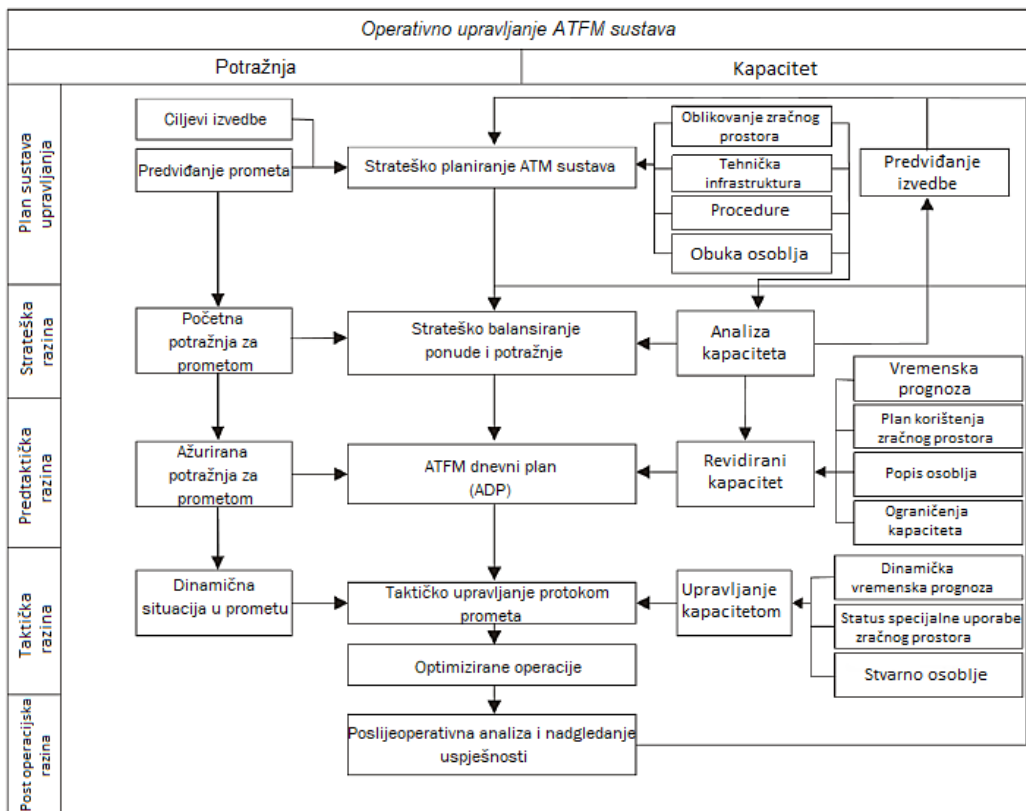 Operativno upravljanje ATFM sustava
Potražnja
Kapacitet
Plan sustava
upravljanja
Ciljevi izvedbe
Predviđanje prometa
Strateško planiranje ATM sustava
Oblikovanje zračnog
prostora
Tehnička
infrastruktura
Procedure
Obuka osoblja
Predviđanje
izvedbe
Strateška
razina
Početna
potražnja za
prometom
Strateško balansiranje
ponude i potražnje
Analiza
kapaciteta
Predtaktička
razina
Ažurirana
potražnja za
prometom
ATFM dnevni plan
(ADP)
Revidirani
kapacitet
Vremenska
prognoza
Plan korištenja
zračnog prostora
Popis osoblja
Ograničenja
kapaciteta
Taktička
razina
Dinamična
situacija u prometu
Taktičko upravljanje protokom
prometa
Upravljanje
kapacitetom
Dinamička
vremenska prognoza
Status specijalne uporabe
zračnog prostora
Stvarno osoblje
Optimizirane operacije
Post operacijska
razina
Poslijeoperativna analiza i nadgledanje
uspješnosti